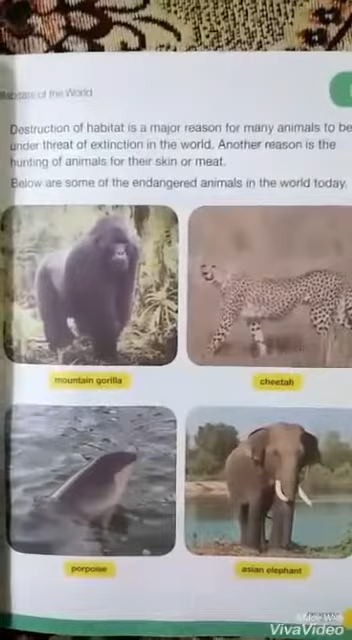 Habitats of the World
Destruction of habitat is a major reason for many animals to be
under threat of extinction in the world. Another reason is the
hunting of animals for their skin or meat.
Below are some of the endangered animals in the world today.
mountain gorilla
cheetah
porpoise
asian elephant
Made With
VivaVideo